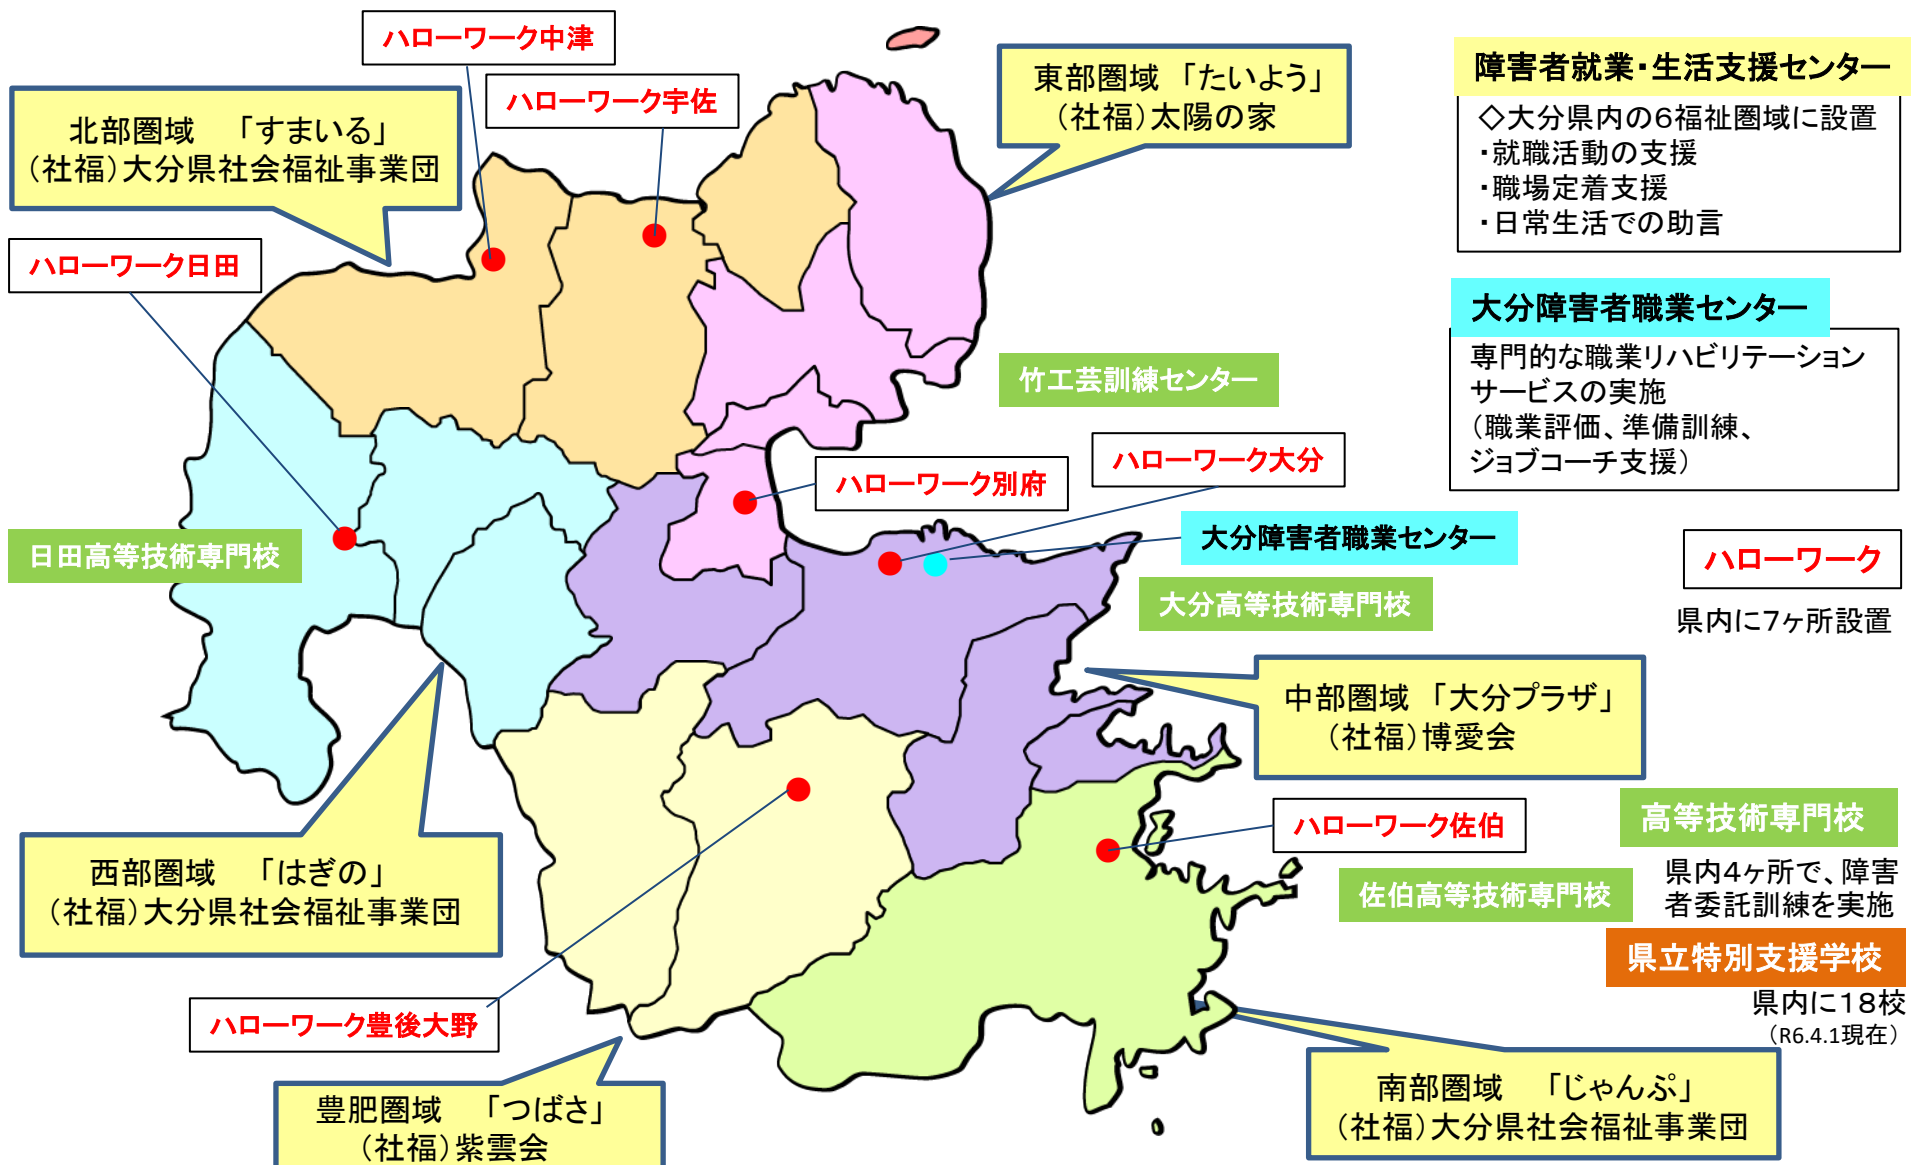 ハローワーク中津
ハローワーク宇佐
北部圏域 「すまいる」
（社福）大分県社会福祉事業団
ハローワーク日田
東部圏域 「たいよう」
（社福）太陽の家
障害者就業・生活支援センター
◇大分県内の6福祉圏域に設置
・就職活動の支援
・職場定着支援
・日常生活での助言
大分障害者職業センター
専門的な職業リハビリテーション
サービスの実施
（職業評価、準備訓練、
ジョブコーチ支援）
竹工芸訓練センター
ハローワーク大分
ハローワーク別府
日田高等技術専門校
大分障害者職業センター
大分高等技術専門校
ハローワーク
県内に7ヶ所設置
中部圏域 「大分プラザ」
（社福）博愛会
ハローワーク佐伯
佐伯高等技術専門校
高等技術専門校
県内4ヶ所で、障害
者委託訓練を実施
県立特別支援学校
県内に18校
（R6.4.1現在）
西部圏域 「はぎの」
（社福）大分県社会福祉事業団
ハローワーク豊後大野
豊肥圏域 「つばさ」
（社福）紫雲会
南部圏域 「じゃんぷ」
（社福）大分県社会福祉事業団